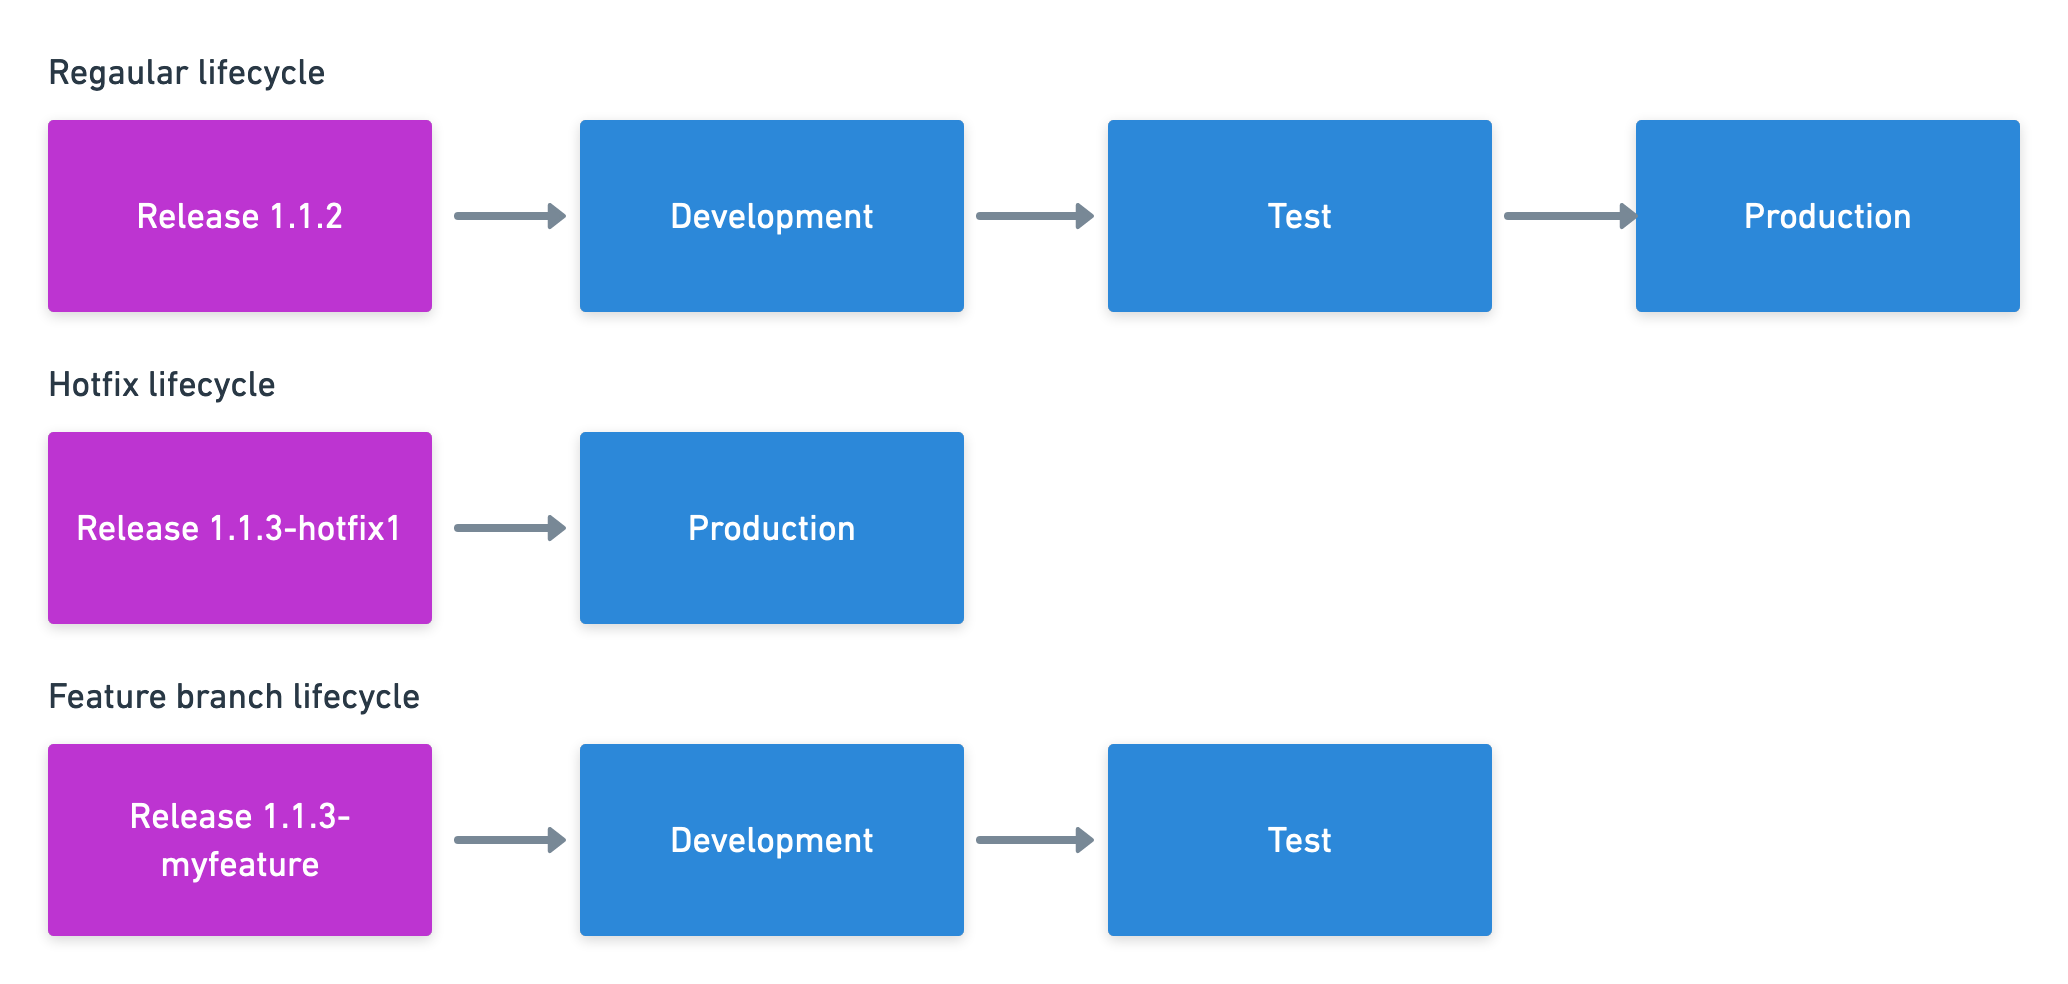 Regaular lifecycle
Release 1.1.2
Development
Test
Production
Hotfix lifecycle
Release 1.1.3-hotfix1
Production
Feature branch lifecycle
Release 1.1.3-
myfeature
Development
Test